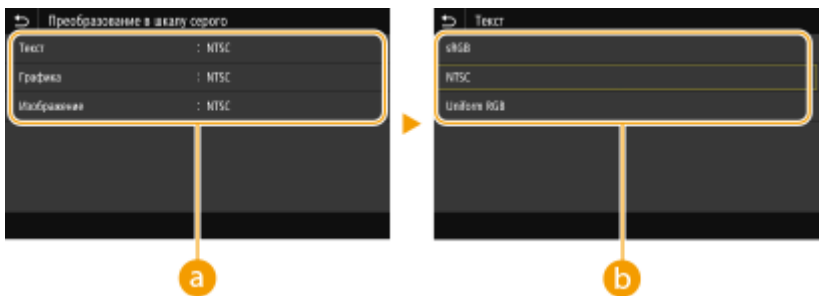 Преобразование в шкалу серого
Текст : NTSC
Графика : NTSC
Изображение : NTSC
a
Текст
sRGB
NTSC
Uniform RGB
b